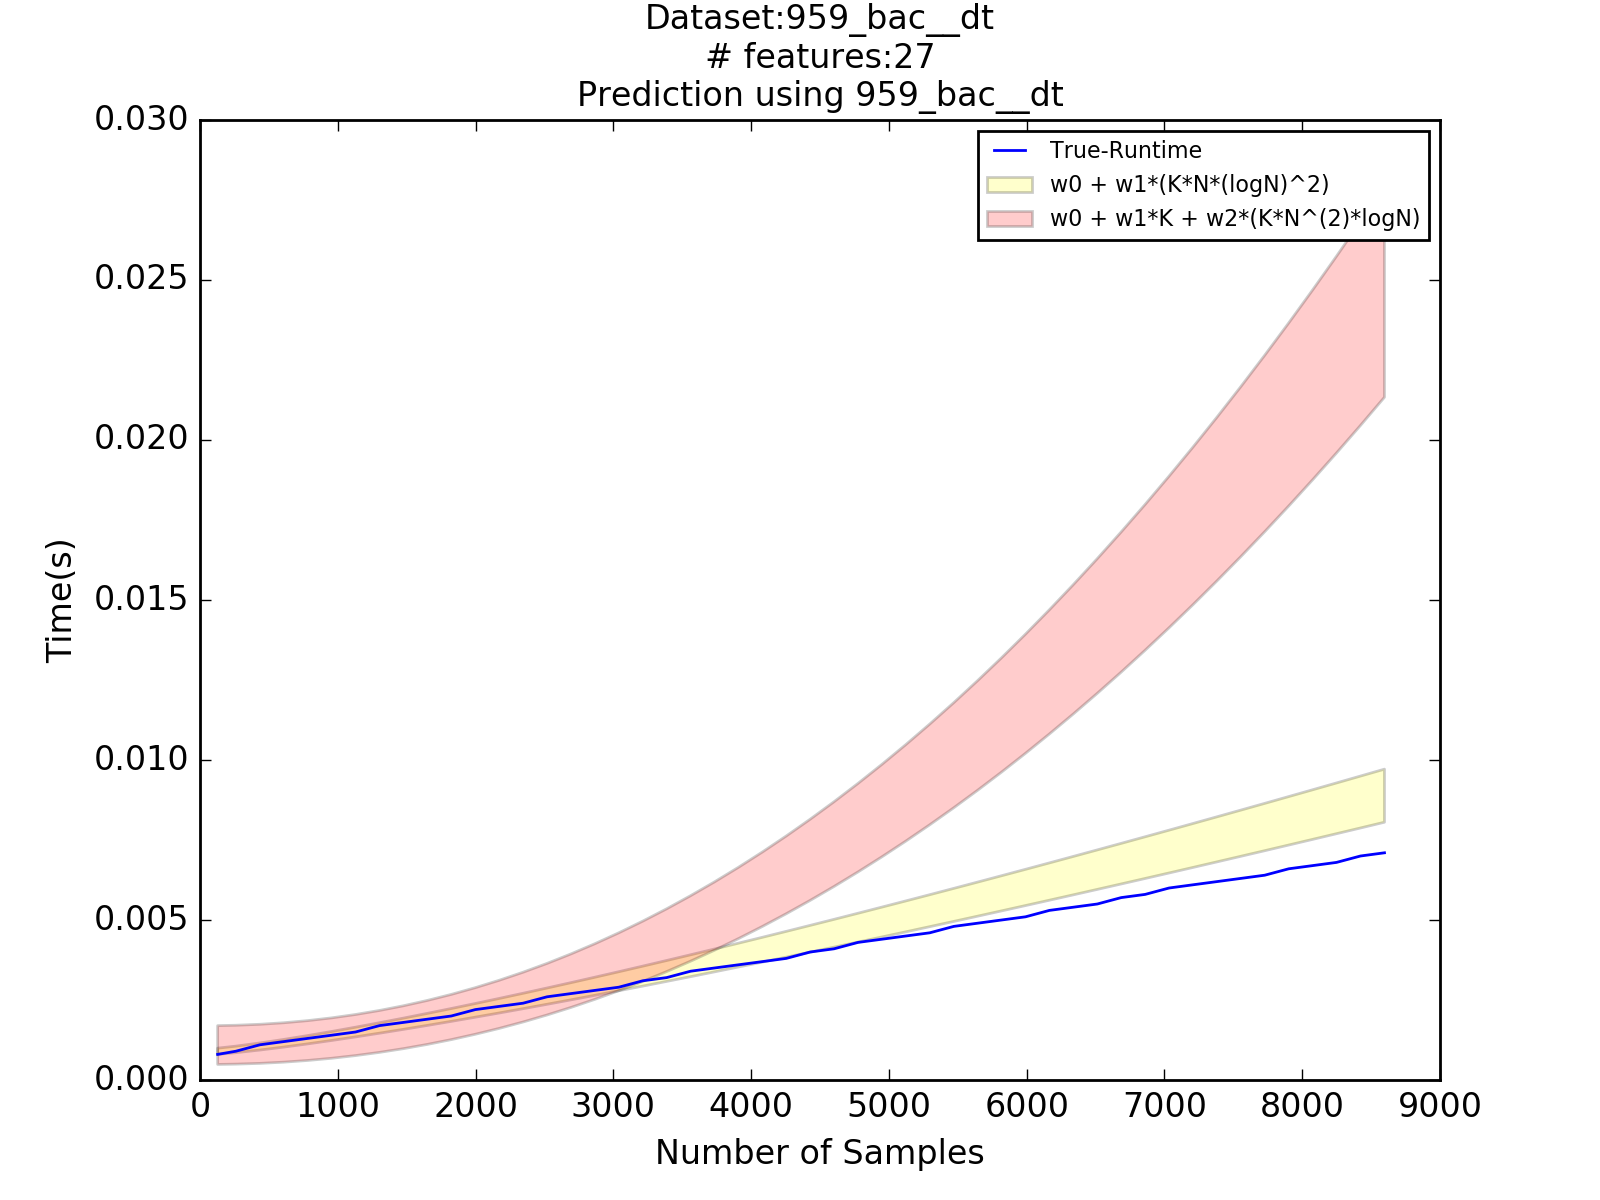 Dataset:959_bac__dt
# features:27
Prediction using 959_bac__dt
0.030
0.025
0.020
0.015
0.010
0.005
0.000
Time(s)
True-Runtime
w0 + w1*(K*N*(logN)^2)
w0 + w1*K + w2*(K*N^(2)*logN)
0 1000 2000 3000 4000 5000 6000 7000 8000 9000
Number of Samples